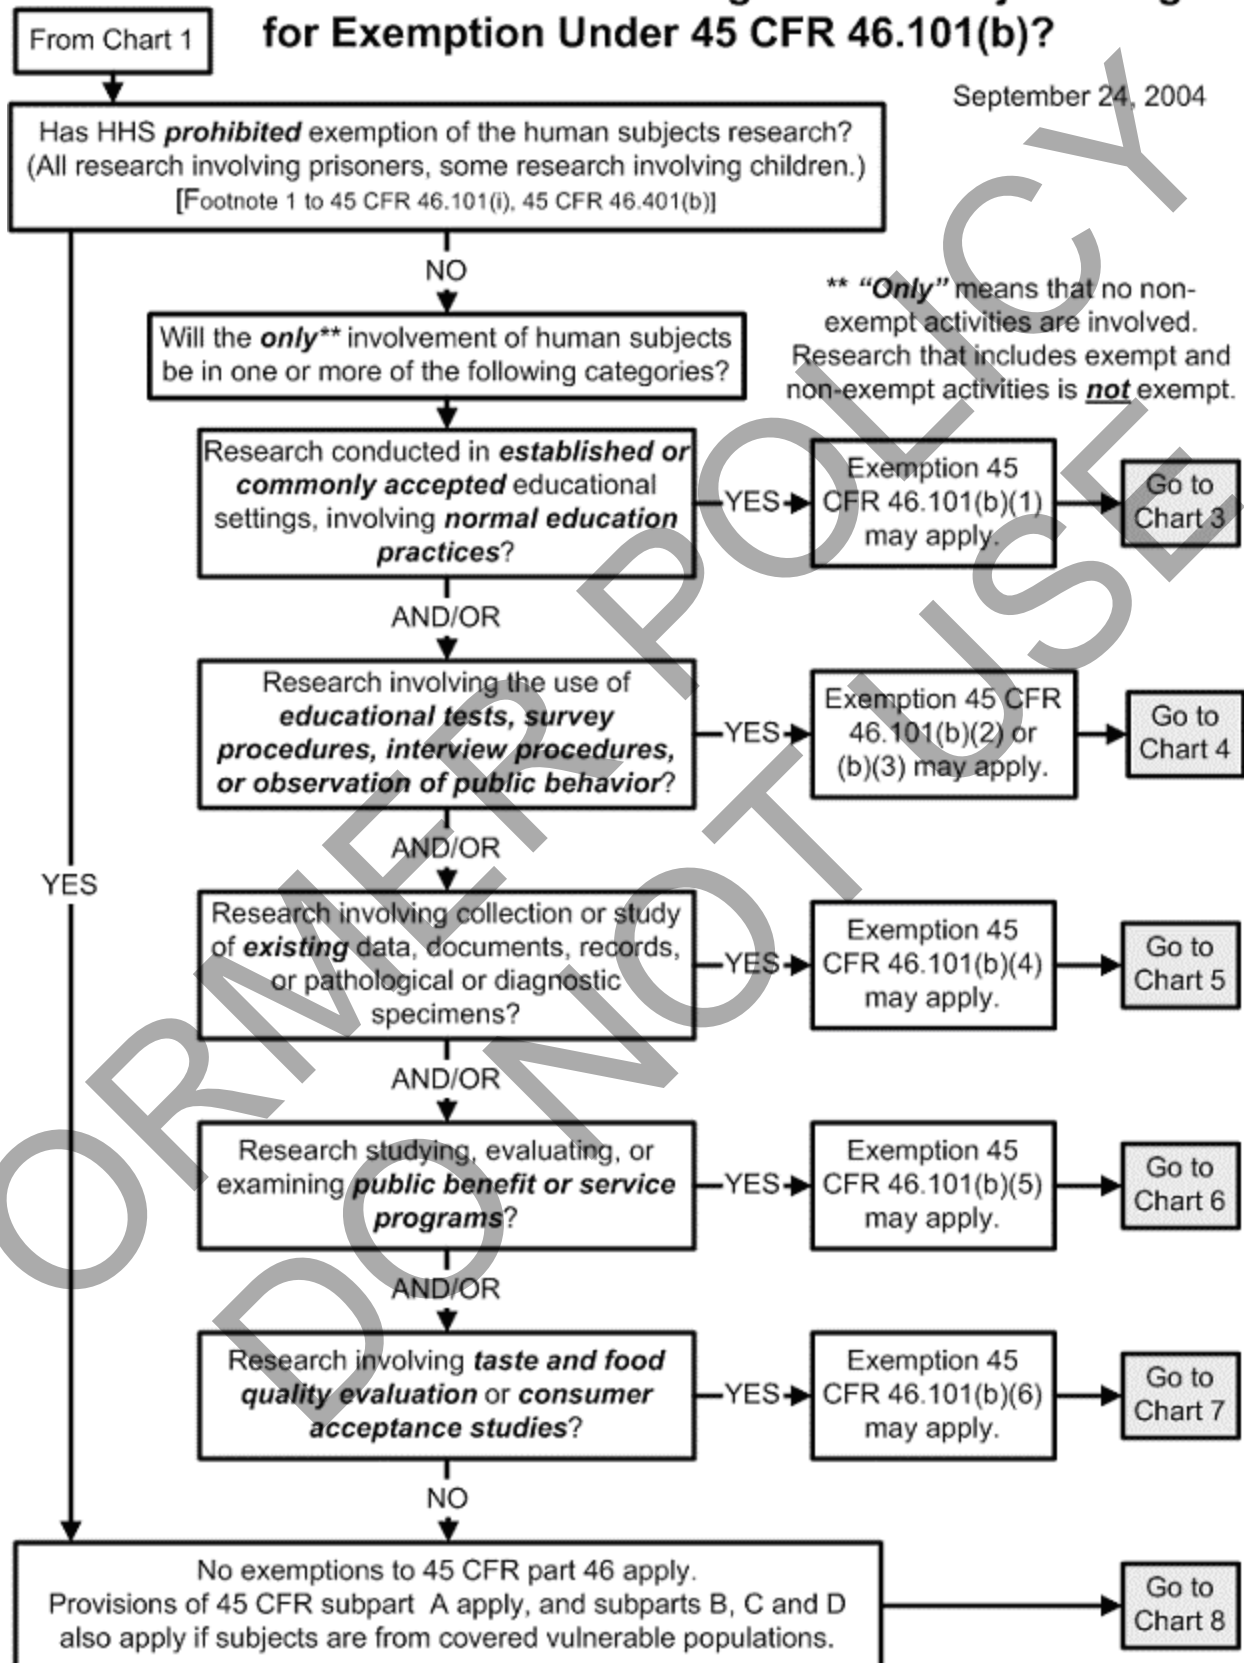 From Chart 1
for Exemption Under 45 CFR 46.101(b)?
September 24, 2004
Has HHS prohibited exemption of the human subjects research?
(All research involving prisoners, some research involving children.)
[Footnote 1 to 45 CFR 46.101(i), 45 CFR 46.401(b)]
NO
** “Only” means that no non-
exempt activities are involved.
Research that includes exempt and
non-exempt activities is not exempt.
Will the only** involvement of human subjects
be in one or more of the following categories?
Research conducted in established or
commonly accepted educational
settings, involving normal education
practices?
YES
Exemption 45
CFR 46.101(b)(1)
may apply.
Go to
Chart 3
AND/OR
Research involving the use of
educational tests, survey
procedures, interview procedures,
or observation of public behavior?
YES
Exemption 45 CFR
46.101(b)(2) or
(b)(3) may apply.
Go to
Chart 4
AND/OR
YES
Research involving collection or study
of existing data, documents, records,
or pathological or diagnostic
specimens?
YES
Exemption 45
CFR 46.101(b)(4)
may apply.
Go to
Chart 5
AND/OR
Research studying, evaluating, or
examining public benefit or service
programs?
YES
Exemption 45
CFR 46.101(b)(5)
may apply.
Go to
Chart 6
AND/OR
Research involving taste and food
quality evaluation or consumer
acceptance studies?
YES
Exemption 45
CFR 46.101(b)(6)
may apply.
Go to
Chart 7
NO
No exemptions to 45 CFR part 46 apply.
Provisions of 45 CFR subpart A apply, and subparts B, C and D
also apply if subjects are from covered vulnerable populations.
Go to
Chart 8
ORMER POLICY
DO NOT USE